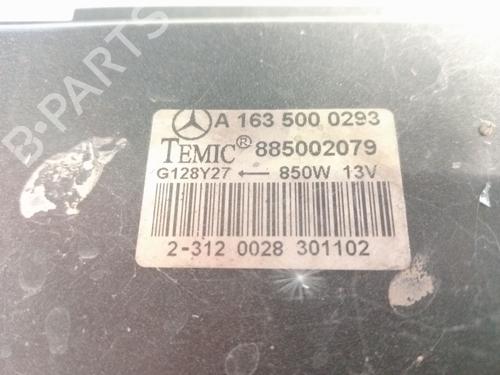 B-PARTS
A 163 500 0293
TEMIC® 885002079
G128Y27 ← 850W 13V
2-312 0028 301102